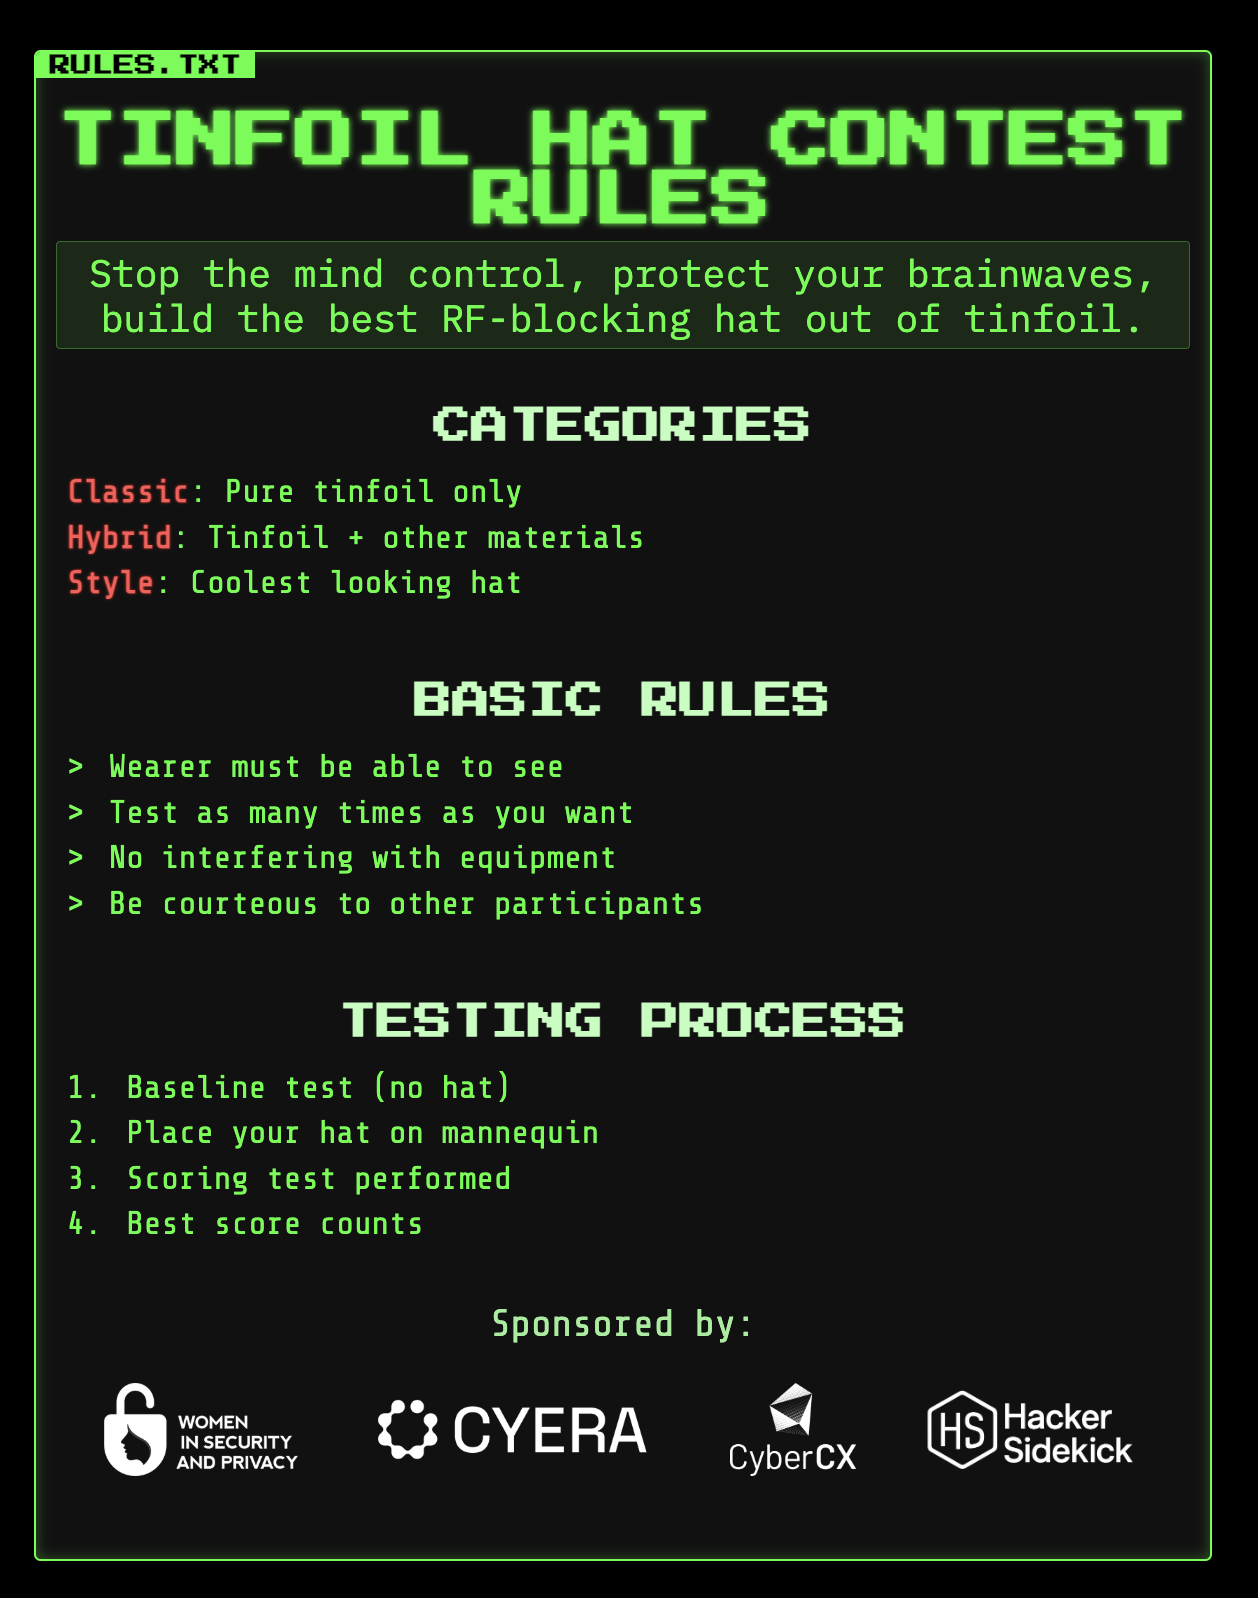 RULES.TXT
TINFOIL HAT CONTEST
RULES
Stop the mind control, protect your brainwaves,
build the best RF-blocking hat out of tinfoil.
CATEGORIES
Classic: Pure tinfoil only
Hybrid: Tinfoil + other materials
Style: Coolest looking hat
BASIC RULES
> Wearer must be able to see
> Test as many times as you want
> No interfering with equipment
> Be courteous to other participants
TESTING PROCESS
1. Baseline test (no hat)
2. Place your hat on mannequin
3. Scoring test performed
4. Best score counts
Sponsored by:
WOMEN
IN SECURITY
AND PRIVACY
CYERA
CyberCX
HS
Hacker
Sidekick